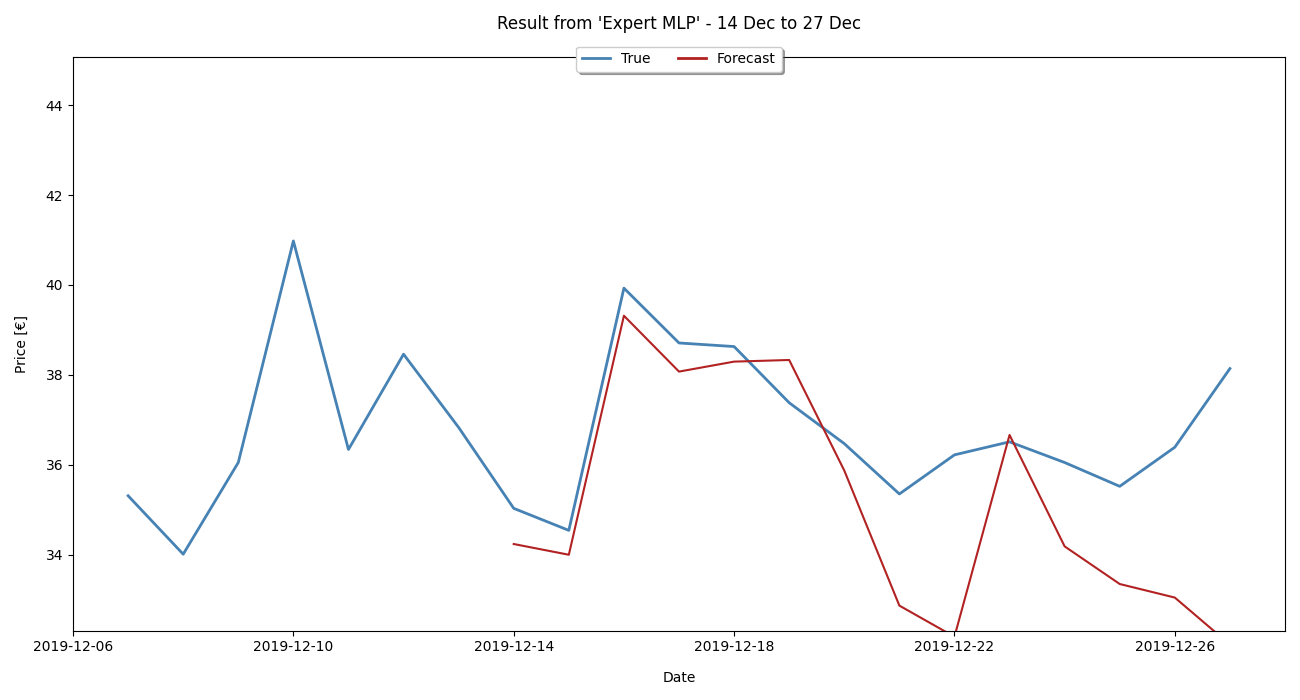 Result from 'Expert MLP' - 14 Dec to 27 Dec
True
Forecast
Price [€]
44
42
40
38
36
34
2019-12-06
2019-12-10
2019-12-14
2019-12-18
2019-12-22
2019-12-26
Date